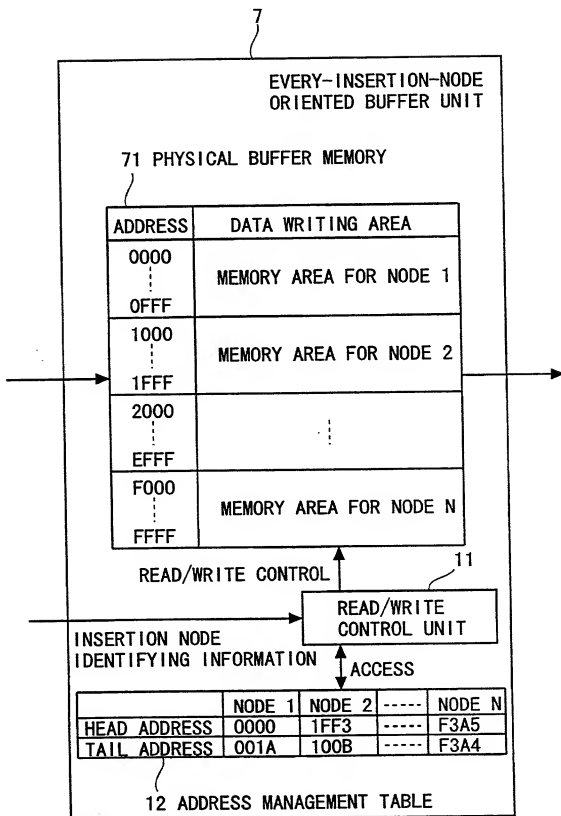 7
EVERY-INSERTION-NODE
ORIENTED BUFFER UNIT
71 PHYSICAL BUFFER MEMORY
ADDRESS DATA WRITING AREA
0000
0FFF
MEMORY AREA FOR NODE 1
1000
1FFF
MEMORY AREA FOR NODE 2
2000
EFFF
F000
FFFF
MEMORY AREA FOR NODE N
READ/WRITE CONTROL
11
READ/WRITE
CONTROL UNIT
INSERTION NODE
IDENTIFYING INFORMATION
ACCESS
NODE 1 NODE 2 ----- NODE N
HEAD ADDRESS 0000 1FF3 ----- F3A5
TAIL ADDRESS 001A 100B ----- F3A4
12 ADDRESS MANAGEMENT TABLE